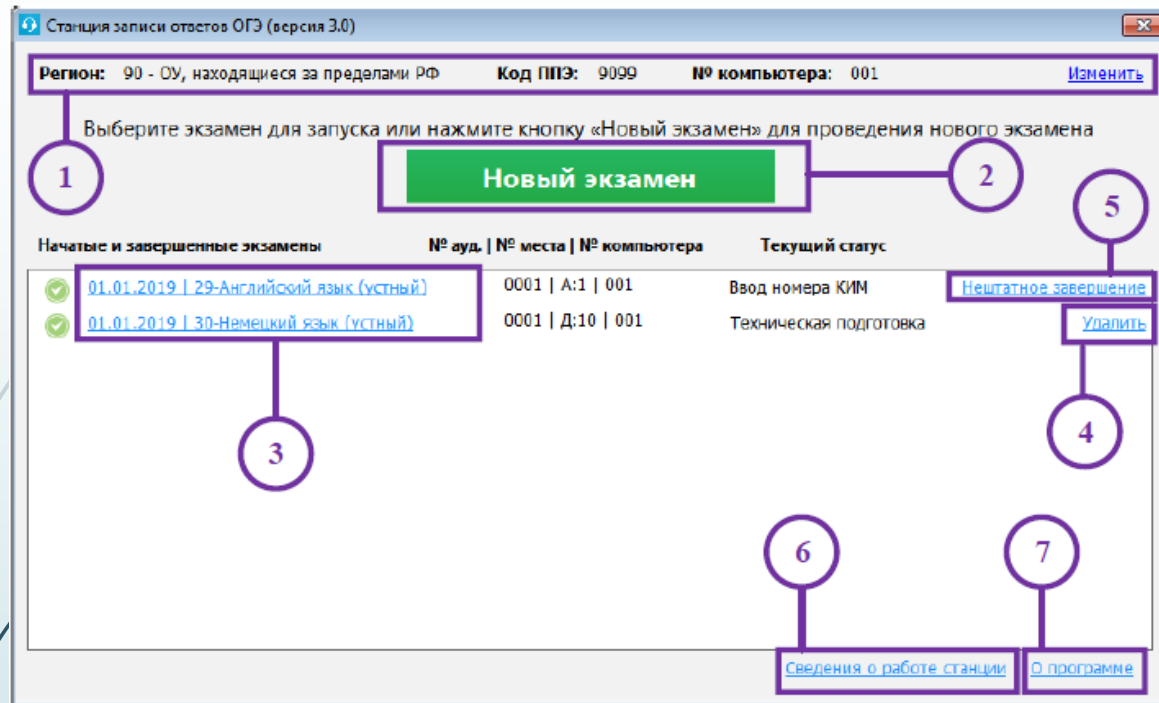 Станция записи ответов ОГЭ (версия 3.0)
Регион: 90 - ОУ, находящиеся за пределами РФ Код ППЭ: 9099 № компьютера: 001 Изменить
Выберите экзамен для запуска или нажмите кнопку «Новый экзамен» для проведения нового экзамена
1
Новый экзамен
2
5
Начатые и завершенные экзамены № ауд. | № места | № компьютера Текущий статус
01.01.2019 | 29-Английский язык (устный) 0001 | А:1 | 001 Ввод номера КИМ Нештатное завершение
01.01.2019 | 30-Немецкий язык (устный) 0001 | Д:10 | 001 Техническая подготовка Удалить
3
4
6
7
Сведения о работе станции О программе